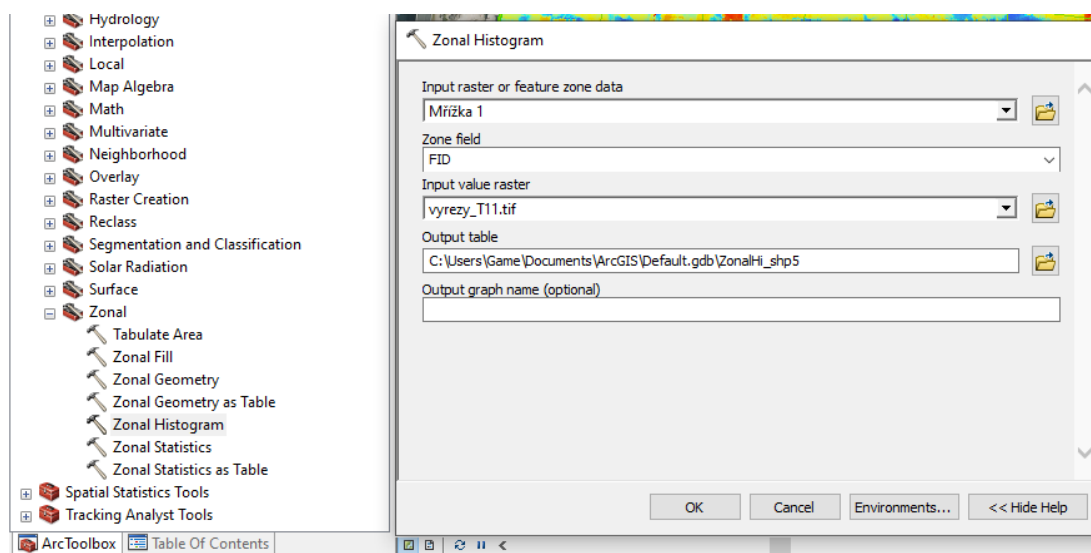 Hydrology
Interpolation
Local
Map Algebra
Math
Multivariate
Neighborhood
Overlay
Raster Creation
Reclass
Segmentation and Classification
Solar Radiation
Surface
Zonal
Tabulate Area
Zonal Fill
Zonal Geometry
Zonal Geometry as Table
Zonal Histogram
Zonal Statistics
Zonal Statistics as Table
Spatial Statistics Tools
Tracking Analyst Tools
ArcToolbox
Table Of Contents
Zonal Histogram
Input raster or feature zone data
Mřížka 1
Zone field
FID
Input value raster
vyrezy_T11.tif
Output table
C:\Users\Game\Documents\ArcGIS\Default.gdb\ZonalHi_shp5
Output graph name (optional)
OK
Cancel
Environments...
<< Hide Help